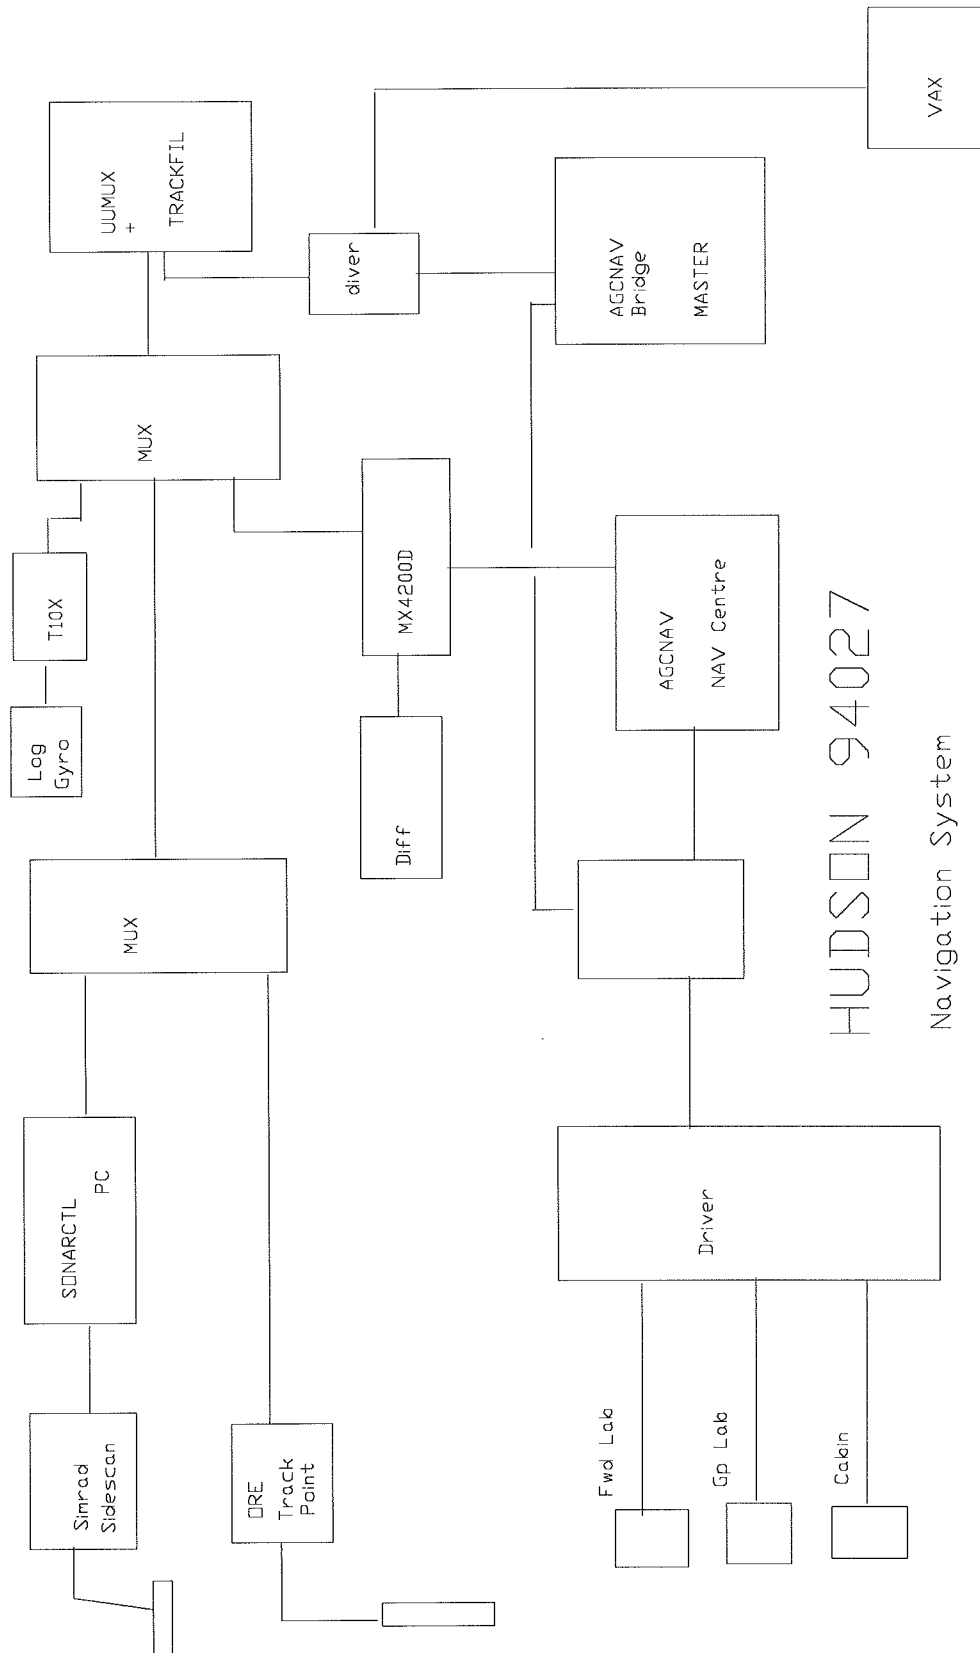 Simrad
Sidescan
SONARCTL
PC
MUX
Log
Gyro
T10X
MUX
UUMUX
+
TRACKFIL
ORE
Track
Point
Diff
MX4200D
diver
Fwd Lab
Gp Lab
Cabin
Driver
AGCNAV
NAV Centre
AGCNAV
Bridge
MASTER
VAX
HUDSON 94027
Navigation System